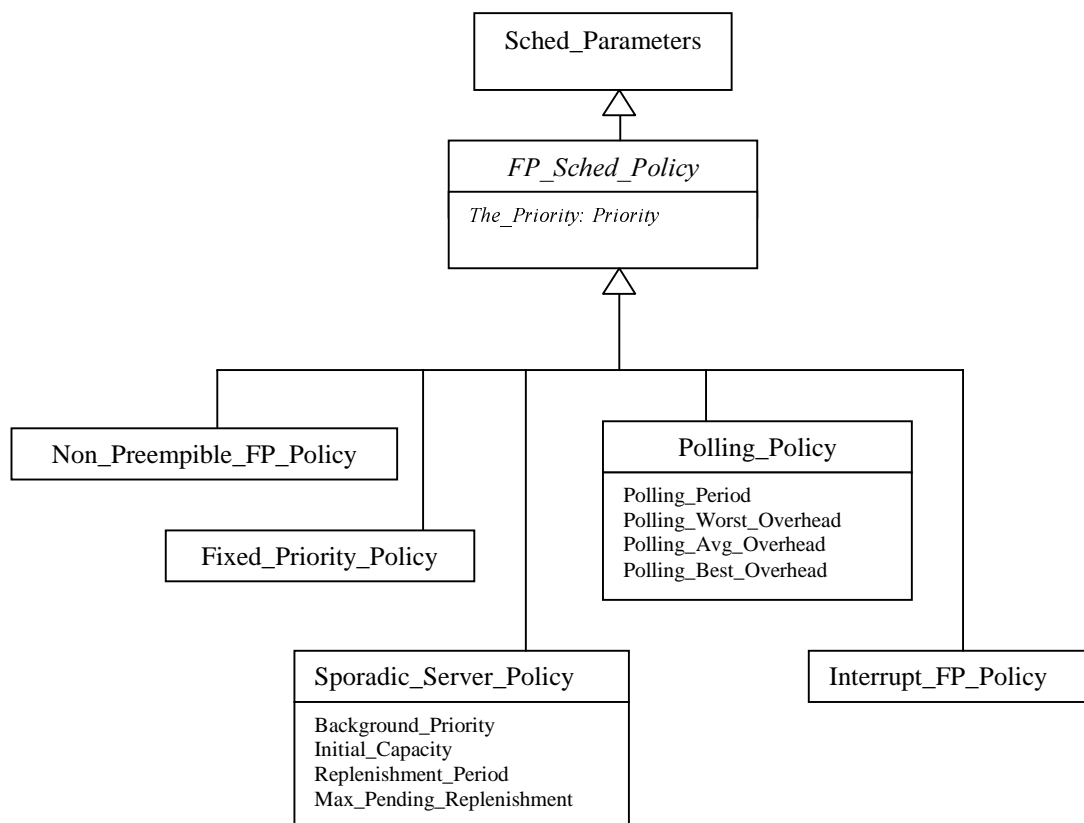 Sched_Parameters
FP_Sched_Policy
The_Priority: Priority
Non_Preempible_FP_Policy
Fixed_Priority_Policy
Polling_Policy
Polling_Period
Polling_Worst_Overhead
Polling_Avg_Overhead
Polling_Best_Overhead
Sporadic_Server_Policy
Background_Priority
Initial_Capacity
Replenishment_Period
Max_Pending_Replenishment
Interrupt_FP_Policy